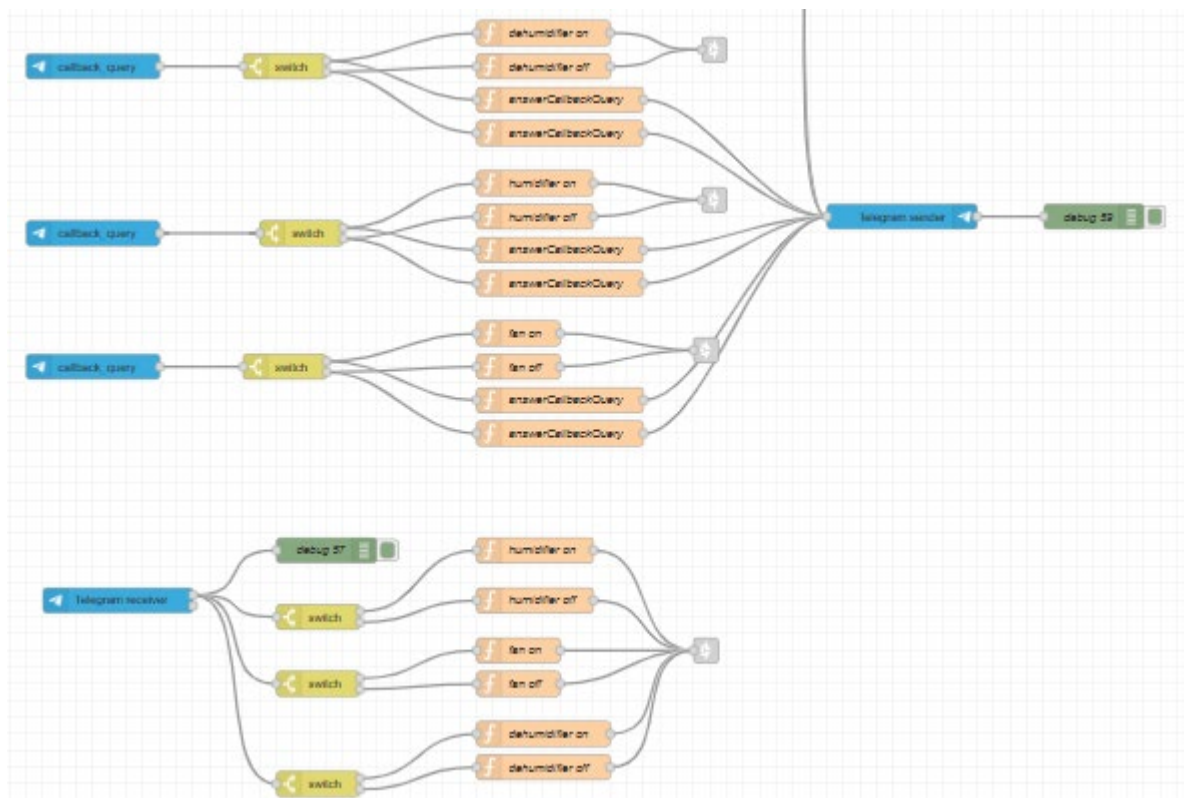 dehumidifier on
callback_query
switch
dehumidifier off
answerCallbackQuery
answerCallbackQuery
humidifier on
humidifier off
Telegram sender
debug 59
callback_query
switch
answerCallbackQuery
answerCallbackQuery
fan on
callback_query
switch
fan off
answerCallbackQuery
answerCallbackQuery
debug 57
humidifier on
Telegram receiver
humidifier off
switch
fan on
switch
fan off
dehumidifier on
dehumidifier off
switch